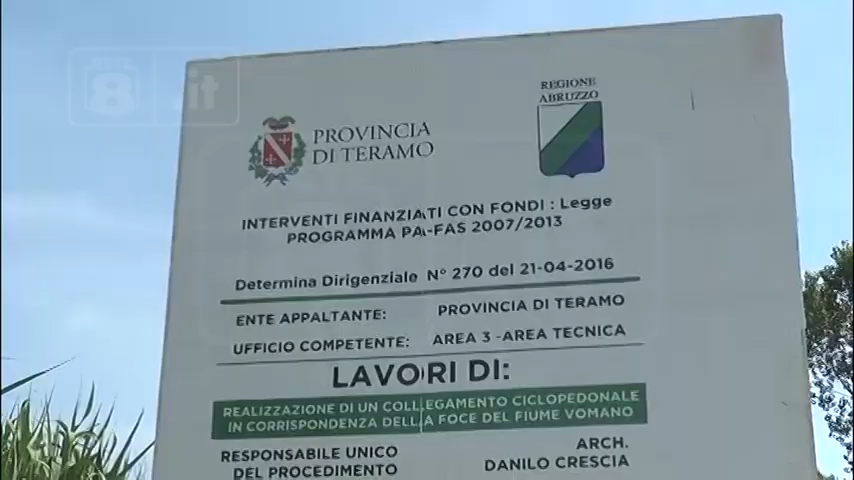 8.it
REGIONE
ABRUZZO
PROVINCIA
DI TERAMO
INTERVENTI FINANZIATI CON FONDI : Legge
PROGRAMMA PA-FAS 2007/2013
Determina Dirigenziale N° 270 del 21-04-2016
ENTE APPALTANTE: PROVINCIA DI TERAMO
UFFICIO COMPETENTE: AREA 3 -AREA TECNICA
LAVORI DI:
REALIZZAZIONE DI UN COLLEGAMENTO CICLOPEDONALE
IN CORRISPONDENZA DELLA FOCE DEL FIUME VOMANO
RESPONSABILE UNICO
DEL PROCEDIMENTO
ARCH.
DANILO CRESCIA